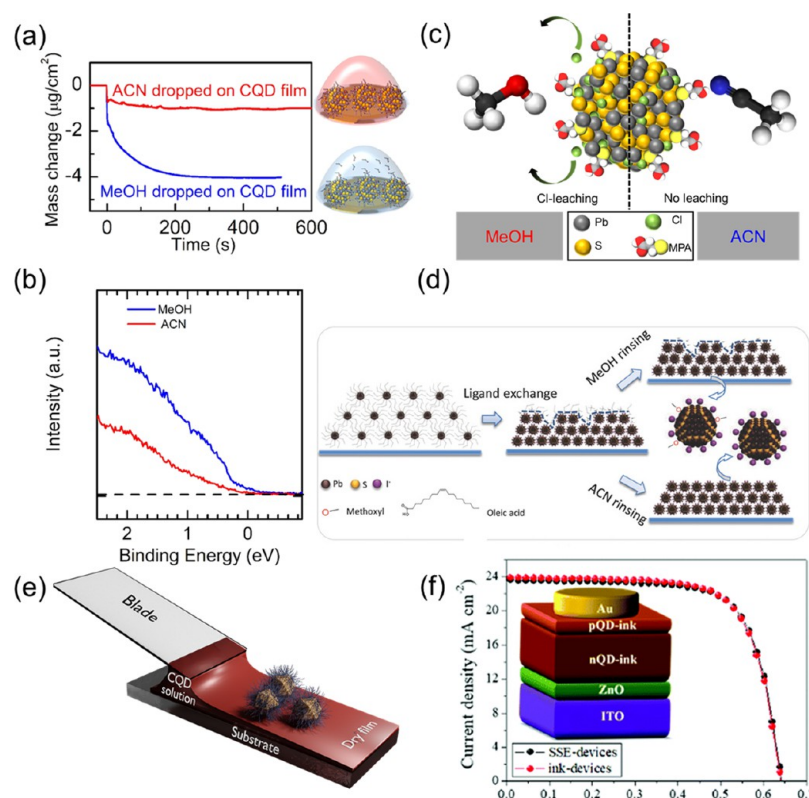 (a)
Mass change (μg/cm²)
0
-2
-4
ACN dropped on CQD film
MeOH dropped on CQD film
0 200 400 600
Time (s)
(c)
Cl-leaching
No leaching
MeOH
Pb
Cl
S
MPA
ACN
(b)
Intensity (a.u.)
MeOH
ACN
2 1 0
Binding Energy (eV)
(d)
Ligand exchange
MeOH rinsing
ACN rinsing
Pb S I⁻
Methoxyl
Oleic acid
(e)
Blade
CQD
solution
Substrate
Dry film
(f)
Current density (mA cm⁻²)
24
20
16
12
8
4
0
Au
pQD-ink
nQD-ink
ZnO
ITO
SSE-devices
ink-devices
0.0 0.1 0.2 0.3 0.4 0.5 0.6